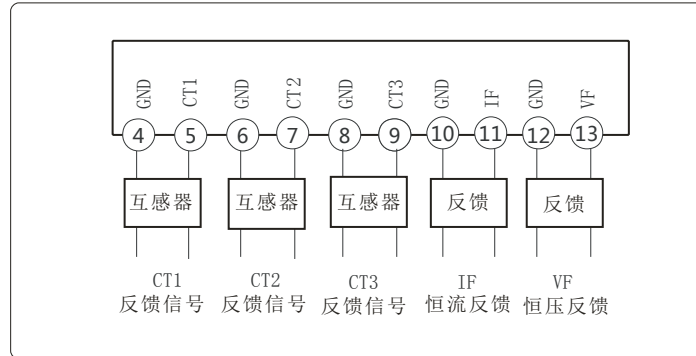 GND CT1 GND CT2 GND CT3 GND IF GND VF
4 5 6 7 8 9 10 11 12 13
互感器 互感器 互感器 反馈 反馈
CT1 CT2 CT3 IF VF
反馈信号 反馈信号 反馈信号 恒流反馈 恒压反馈